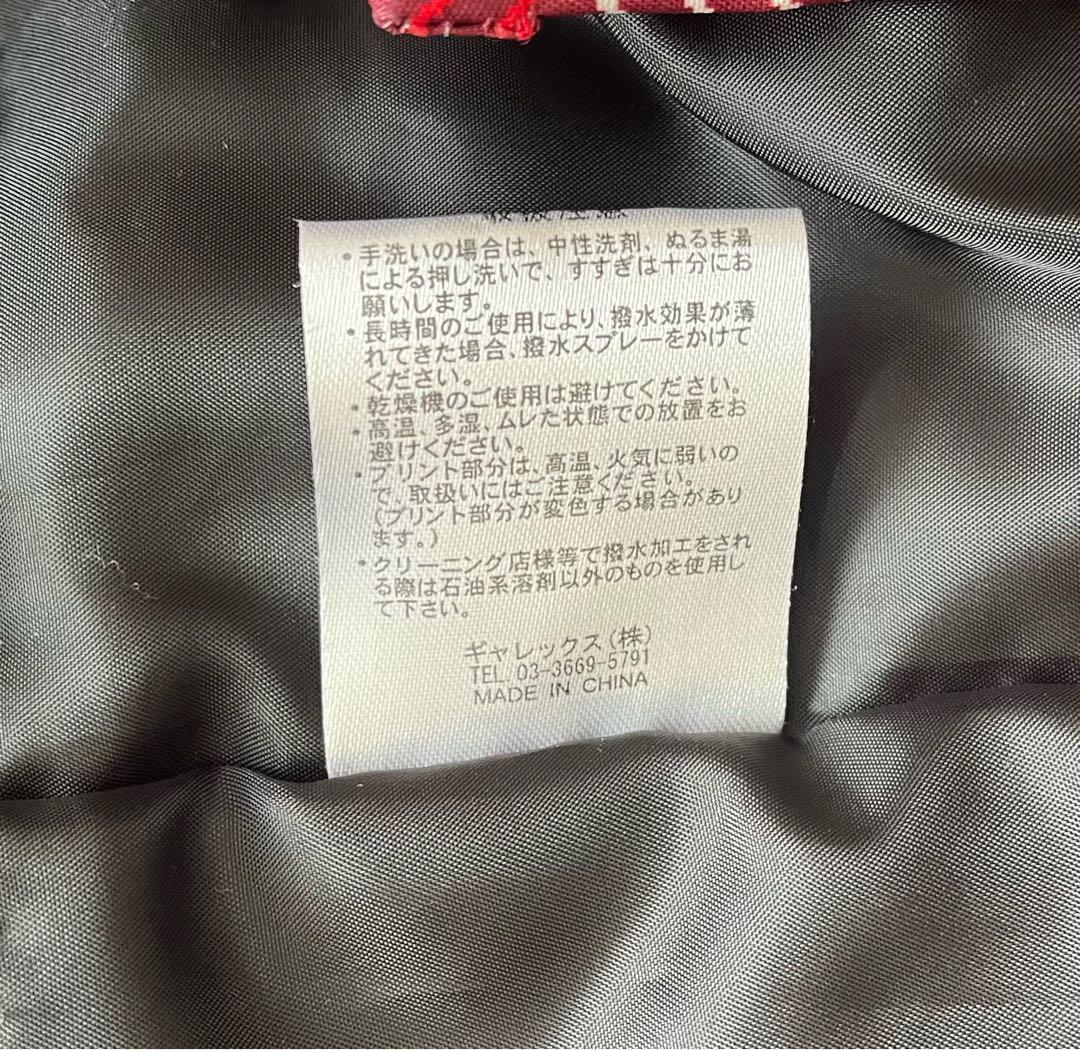 ・手洗いの場合は、中性洗剤、ぬるま湯
による押し洗いで、すすぎは十分にお
願いします。
・長時間のご使用により、撥水効果が薄
れてきた場合、撥水スプレーをかけて
ください。
・乾燥機のご使用は避けてください。
・高温、多湿、ムレた状態での放置をお
避けください。
・プリント部分は、高温、火気に弱いの
で、取扱いにはご注意ください。
(プリント部分が変色する場合があり
ます。)
・クリーニング店様等で撥水加工をされ
る際は石油系溶剤以外のものを使用し
て下さい。
ギャレックス(株)
TEL.03-3669-5791
MADE IN CHINA